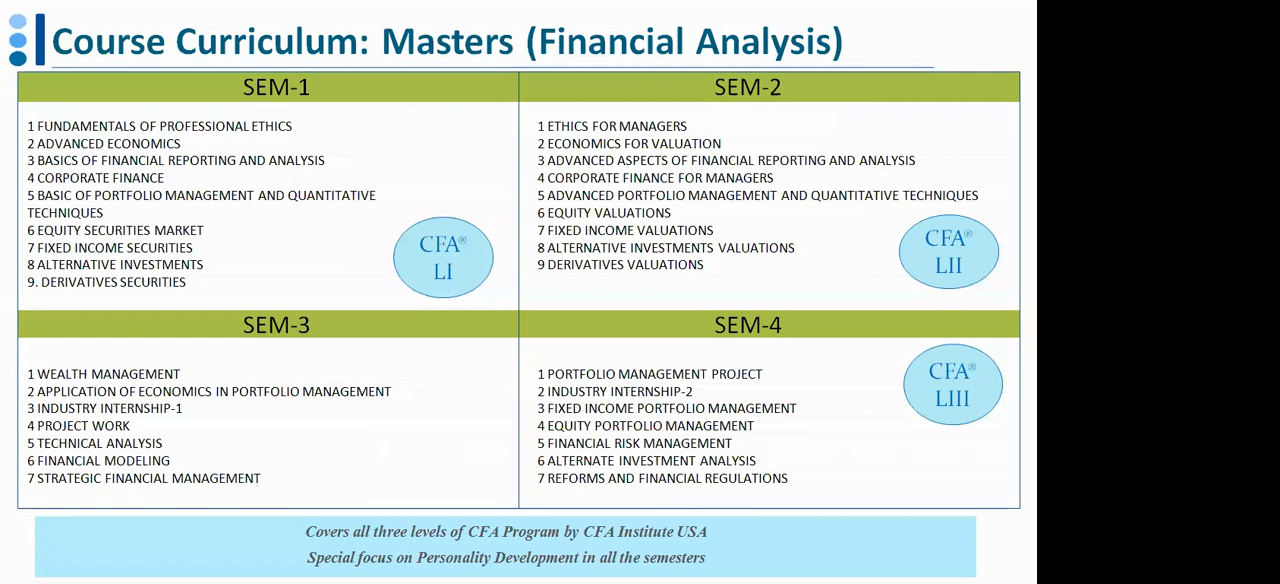 Course Curriculum: Masters (Financial Analysis)
SEM-1
1 FUNDAMENTALS OF PROFESSIONAL ETHICS
2 ADVANCED ECONOMICS
3 BASICS OF FINANCIAL REPORTING AND ANALYSIS
4 CORPORATE FINANCE
5 BASIC OF PORTFOLIO MANAGEMENT AND QUANTITATIVE
TECHNIQUES
6 EQUITY SECURITIES MARKET
7 FIXED INCOME SECURITIES
8 ALTERNATIVE INVESTMENTS
9. DERIVATIVES SECURITIES
CFA®
LI
SEM-2
1 ETHICS FOR MANAGERS
2 ECONOMICS FOR VALUATION
3 ADVANCED ASPECTS OF FINANCIAL REPORTING AND ANALYSIS
4 CORPORATE FINANCE FOR MANAGERS
5 ADVANCED PORTFOLIO MANAGEMENT AND QUANTITATIVE TECHNIQUES
6 EQUITY VALUATIONS
7 FIXED INCOME VALUATIONS
8 ALTERNATIVE INVESTMENTS VALUATIONS
9 DERIVATIVES VALUATIONS
CFA®
LII
SEM-3
1 WEALTH MANAGEMENT
2 APPLICATION OF ECONOMICS IN PORTFOLIO MANAGEMENT
3 INDUSTRY INTERNSHIP-1
4 PROJECT WORK
5 TECHNICAL ANALYSIS
6 FINANCIAL MODELING
7 STRATEGIC FINANCIAL MANAGEMENT
SEM-4
1 PORTFOLIO MANAGEMENT PROJECT
2 INDUSTRY INTERNSHIP-2
3 FIXED INCOME PORTFOLIO MANAGEMENT
4 EQUITY PORTFOLIO MANAGEMENT
5 FINANCIAL RISK MANAGEMENT
6 ALTERNATE INVESTMENT ANALYSIS
7 REFORMS AND FINANCIAL REGULATIONS
CFA®
LIII
Covers all three levels of CFA Program by CFA Institute USA
Special focus on Personality Development in all the semesters